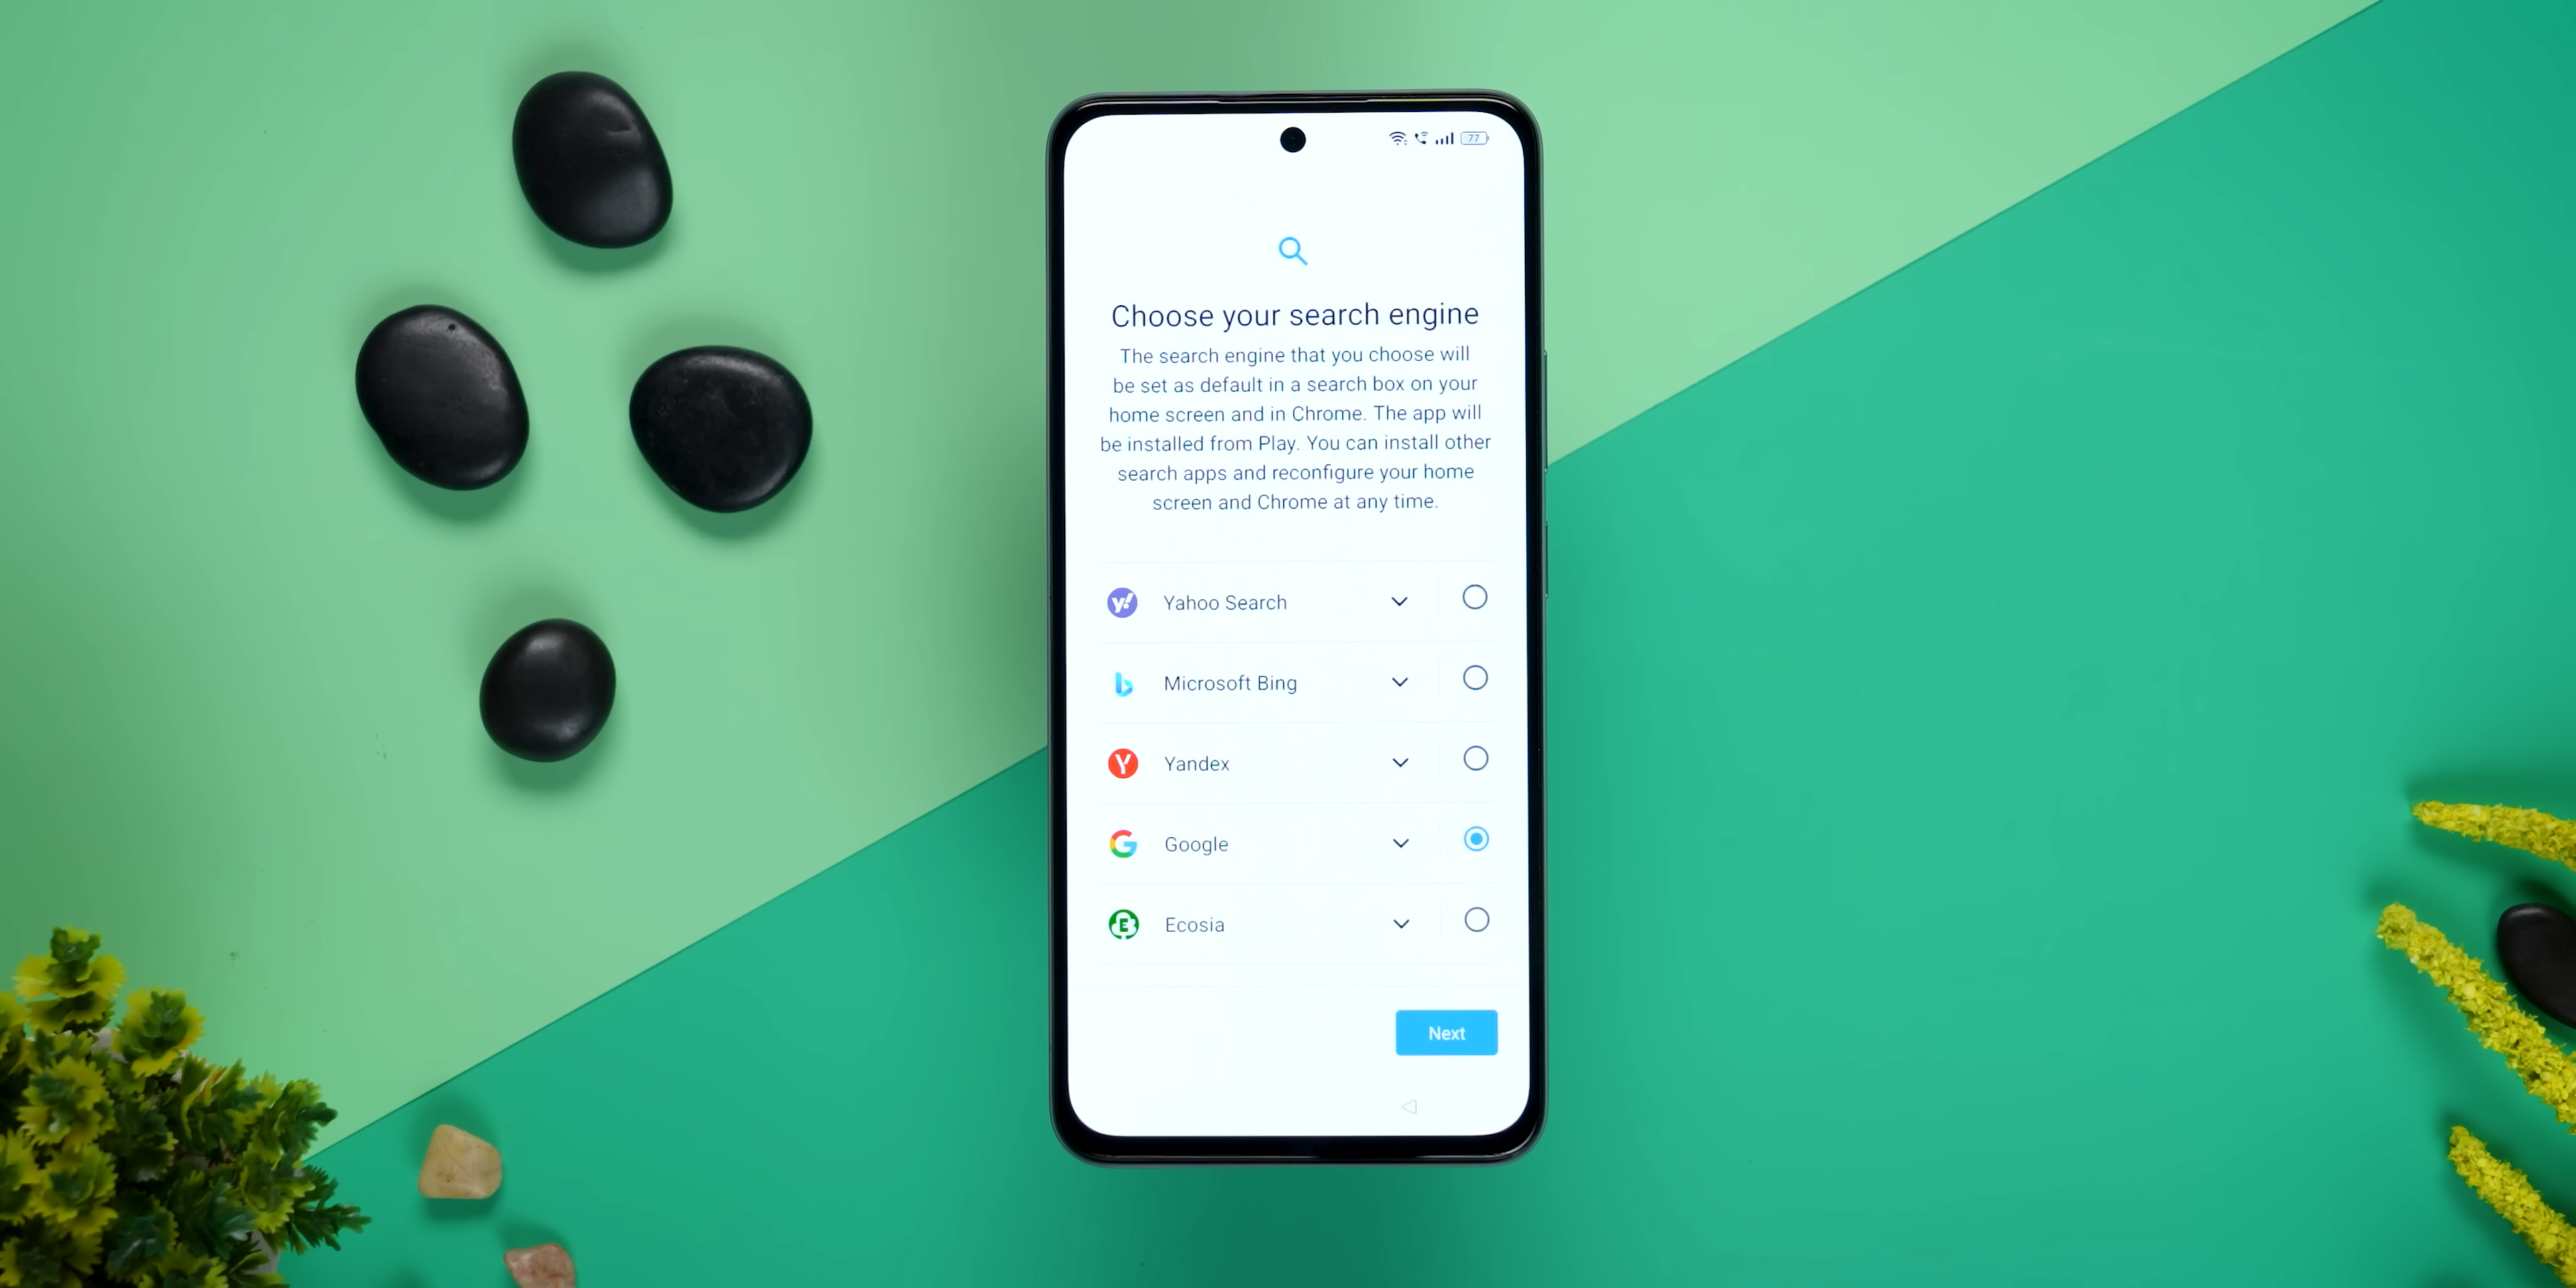 77
Choose your search engine
The search engine that you choose will
be set as default in a search box on your
home screen and in Chrome. The app will
be installed from Play. You can install other
search apps and reconfigure your home
screen and Chrome at any time.
y! Yahoo Search
b Microsoft Bing
Y Yandex
G Google
E Ecosia
Next